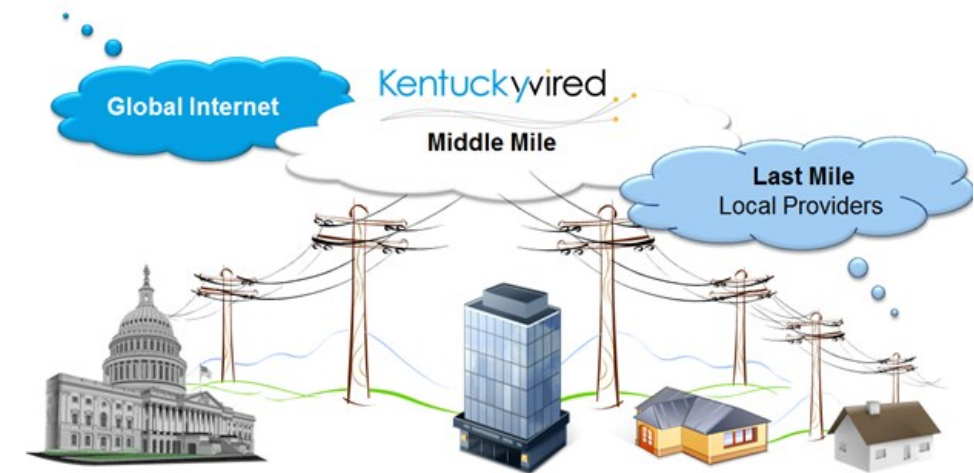 Global Internet
Kentuckywired
Middle Mile
Last Mile
Local Providers